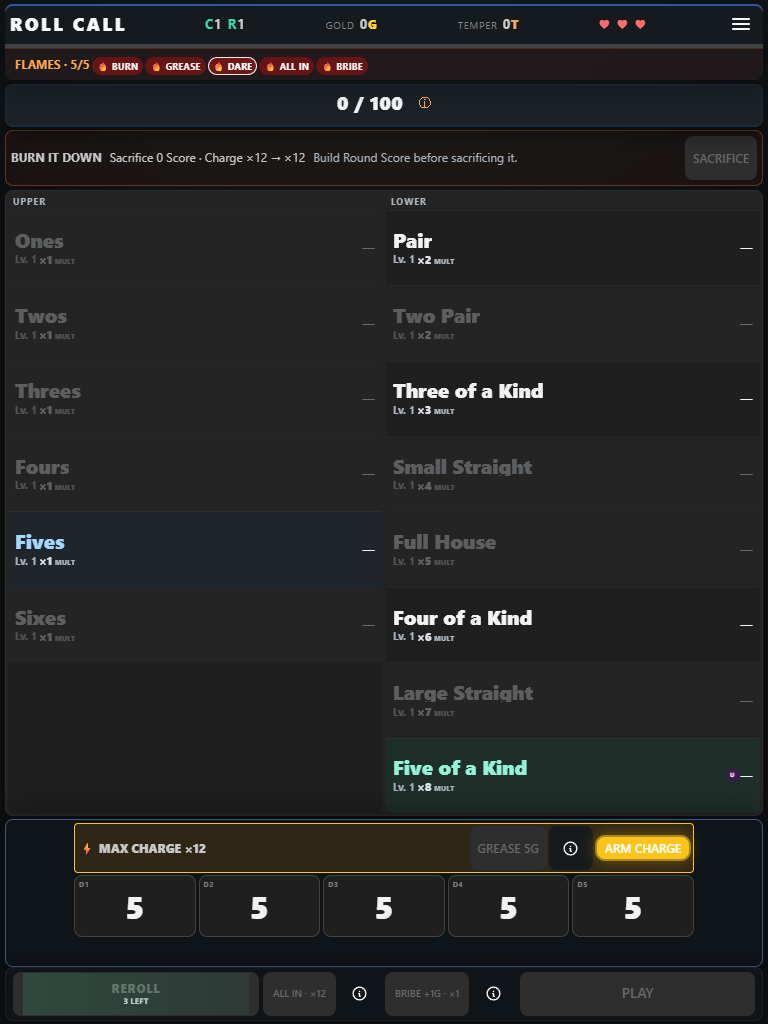 ROLL CALL C1 R1 GOLD 0G TEMPER 0T
FLAMES · 5/5 BURN GREASE DARE ALL IN BRIBE
0 / 100
BURN IT DOWN Sacrifice 0 Score · Charge ×12 → ×12 Build Round Score before sacrificing it. SACRIFICE
UPPER LOWER
Ones —
Lv. 1 ×1 MULT
Pair —
Lv. 1 ×2 MULT
Twos —
Lv. 1 ×1 MULT
Two Pair —
Lv. 1 ×2 MULT
Threes —
Lv. 1 ×1 MULT
Three of a Kind —
Lv. 1 ×3 MULT
Fours —
Lv. 1 ×1 MULT
Small Straight —
Lv. 1 ×4 MULT
Fives —
Lv. 1 ×1 MULT
Full House —
Lv. 1 ×5 MULT
Sixes —
Lv. 1 ×1 MULT
Four of a Kind —
Lv. 1 ×6 MULT
Large Straight —
Lv. 1 ×7 MULT
Five of a Kind U —
Lv. 1 ×8 MULT
MAX CHARGE ×12 GREASE 5G ARM CHARGE
D1 D2 D3 D4 D5
5 5 5 5 5
REROLL
3 LEFT
ALL IN · ×12 BRIBE +1G · ×1 PLAY